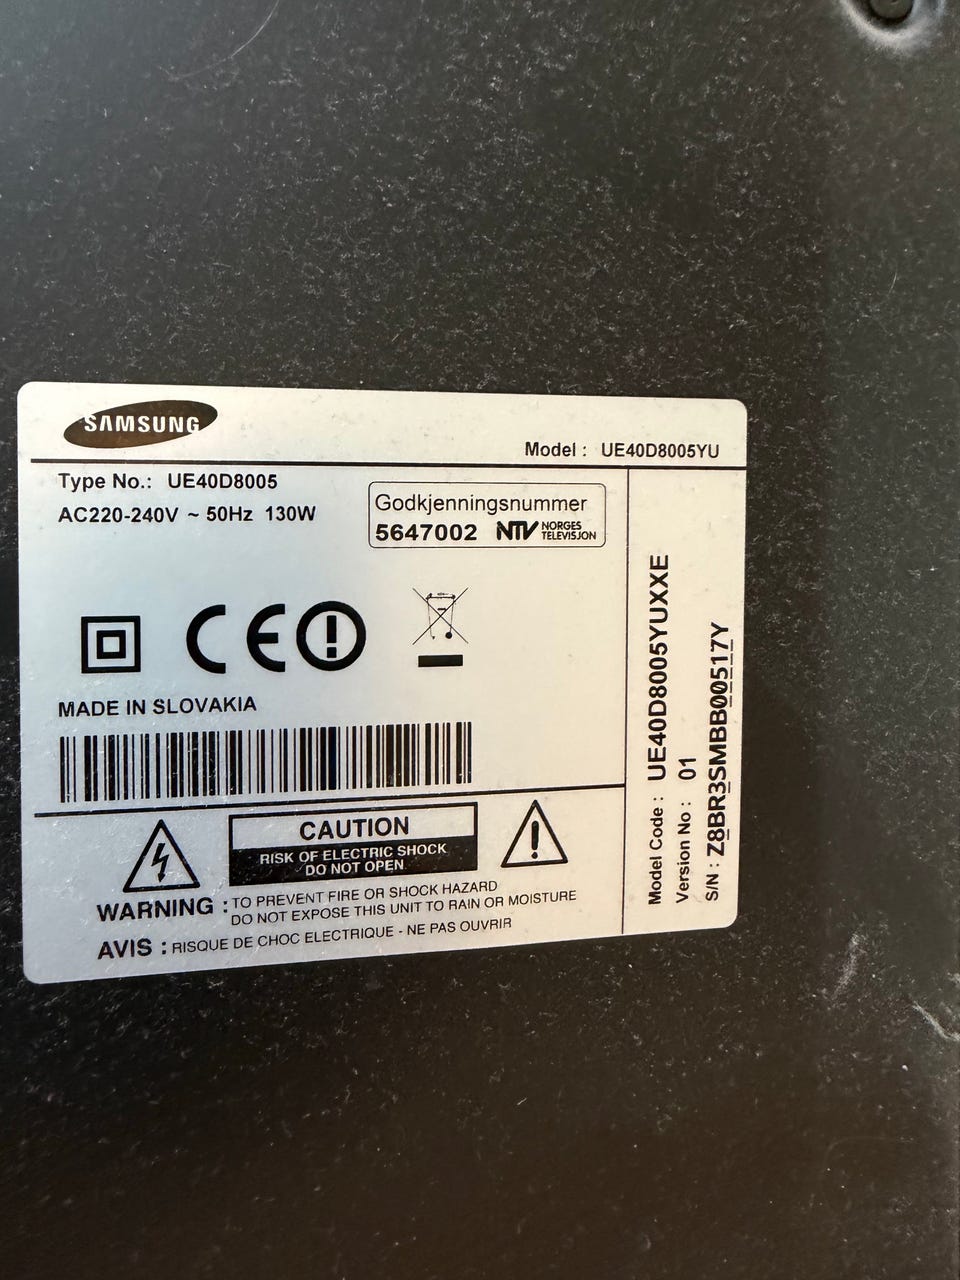 SAMSUNG
Model : UE40D8005YU
Type No.: UE40D8005
AC220-240V ~ 50Hz 130W
Godkjenningsnummer
5647002 NTV NORGES TELEVISJON
CE
MADE IN SLOVAKIA
CAUTION
RISK OF ELECTRIC SHOCK
DO NOT OPEN
WARNING : TO PREVENT FIRE OR SHOCK HAZARD
DO NOT EXPOSE THIS UNIT TO RAIN OR MOISTURE
AVIS : RISQUE DE CHOC ELECTRIQUE - NE PAS OUVRIR
Model Code : UE40D8005YUXXE
Version No : 01
S/N : Z8BR3SMBB00517Y